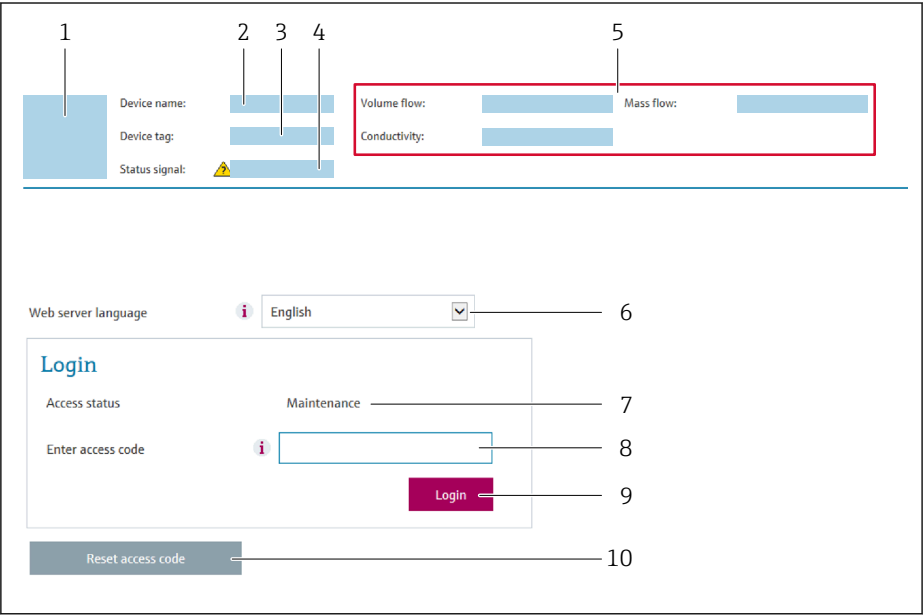 1 2 3 4 5
Device name: Volume flow: Mass flow:
Device tag: Conductivity:
Status signal: ?
Web server language i English 6
Login
Access status Maintenance 7
Enter access code i 8
Login 9
Reset access code 10